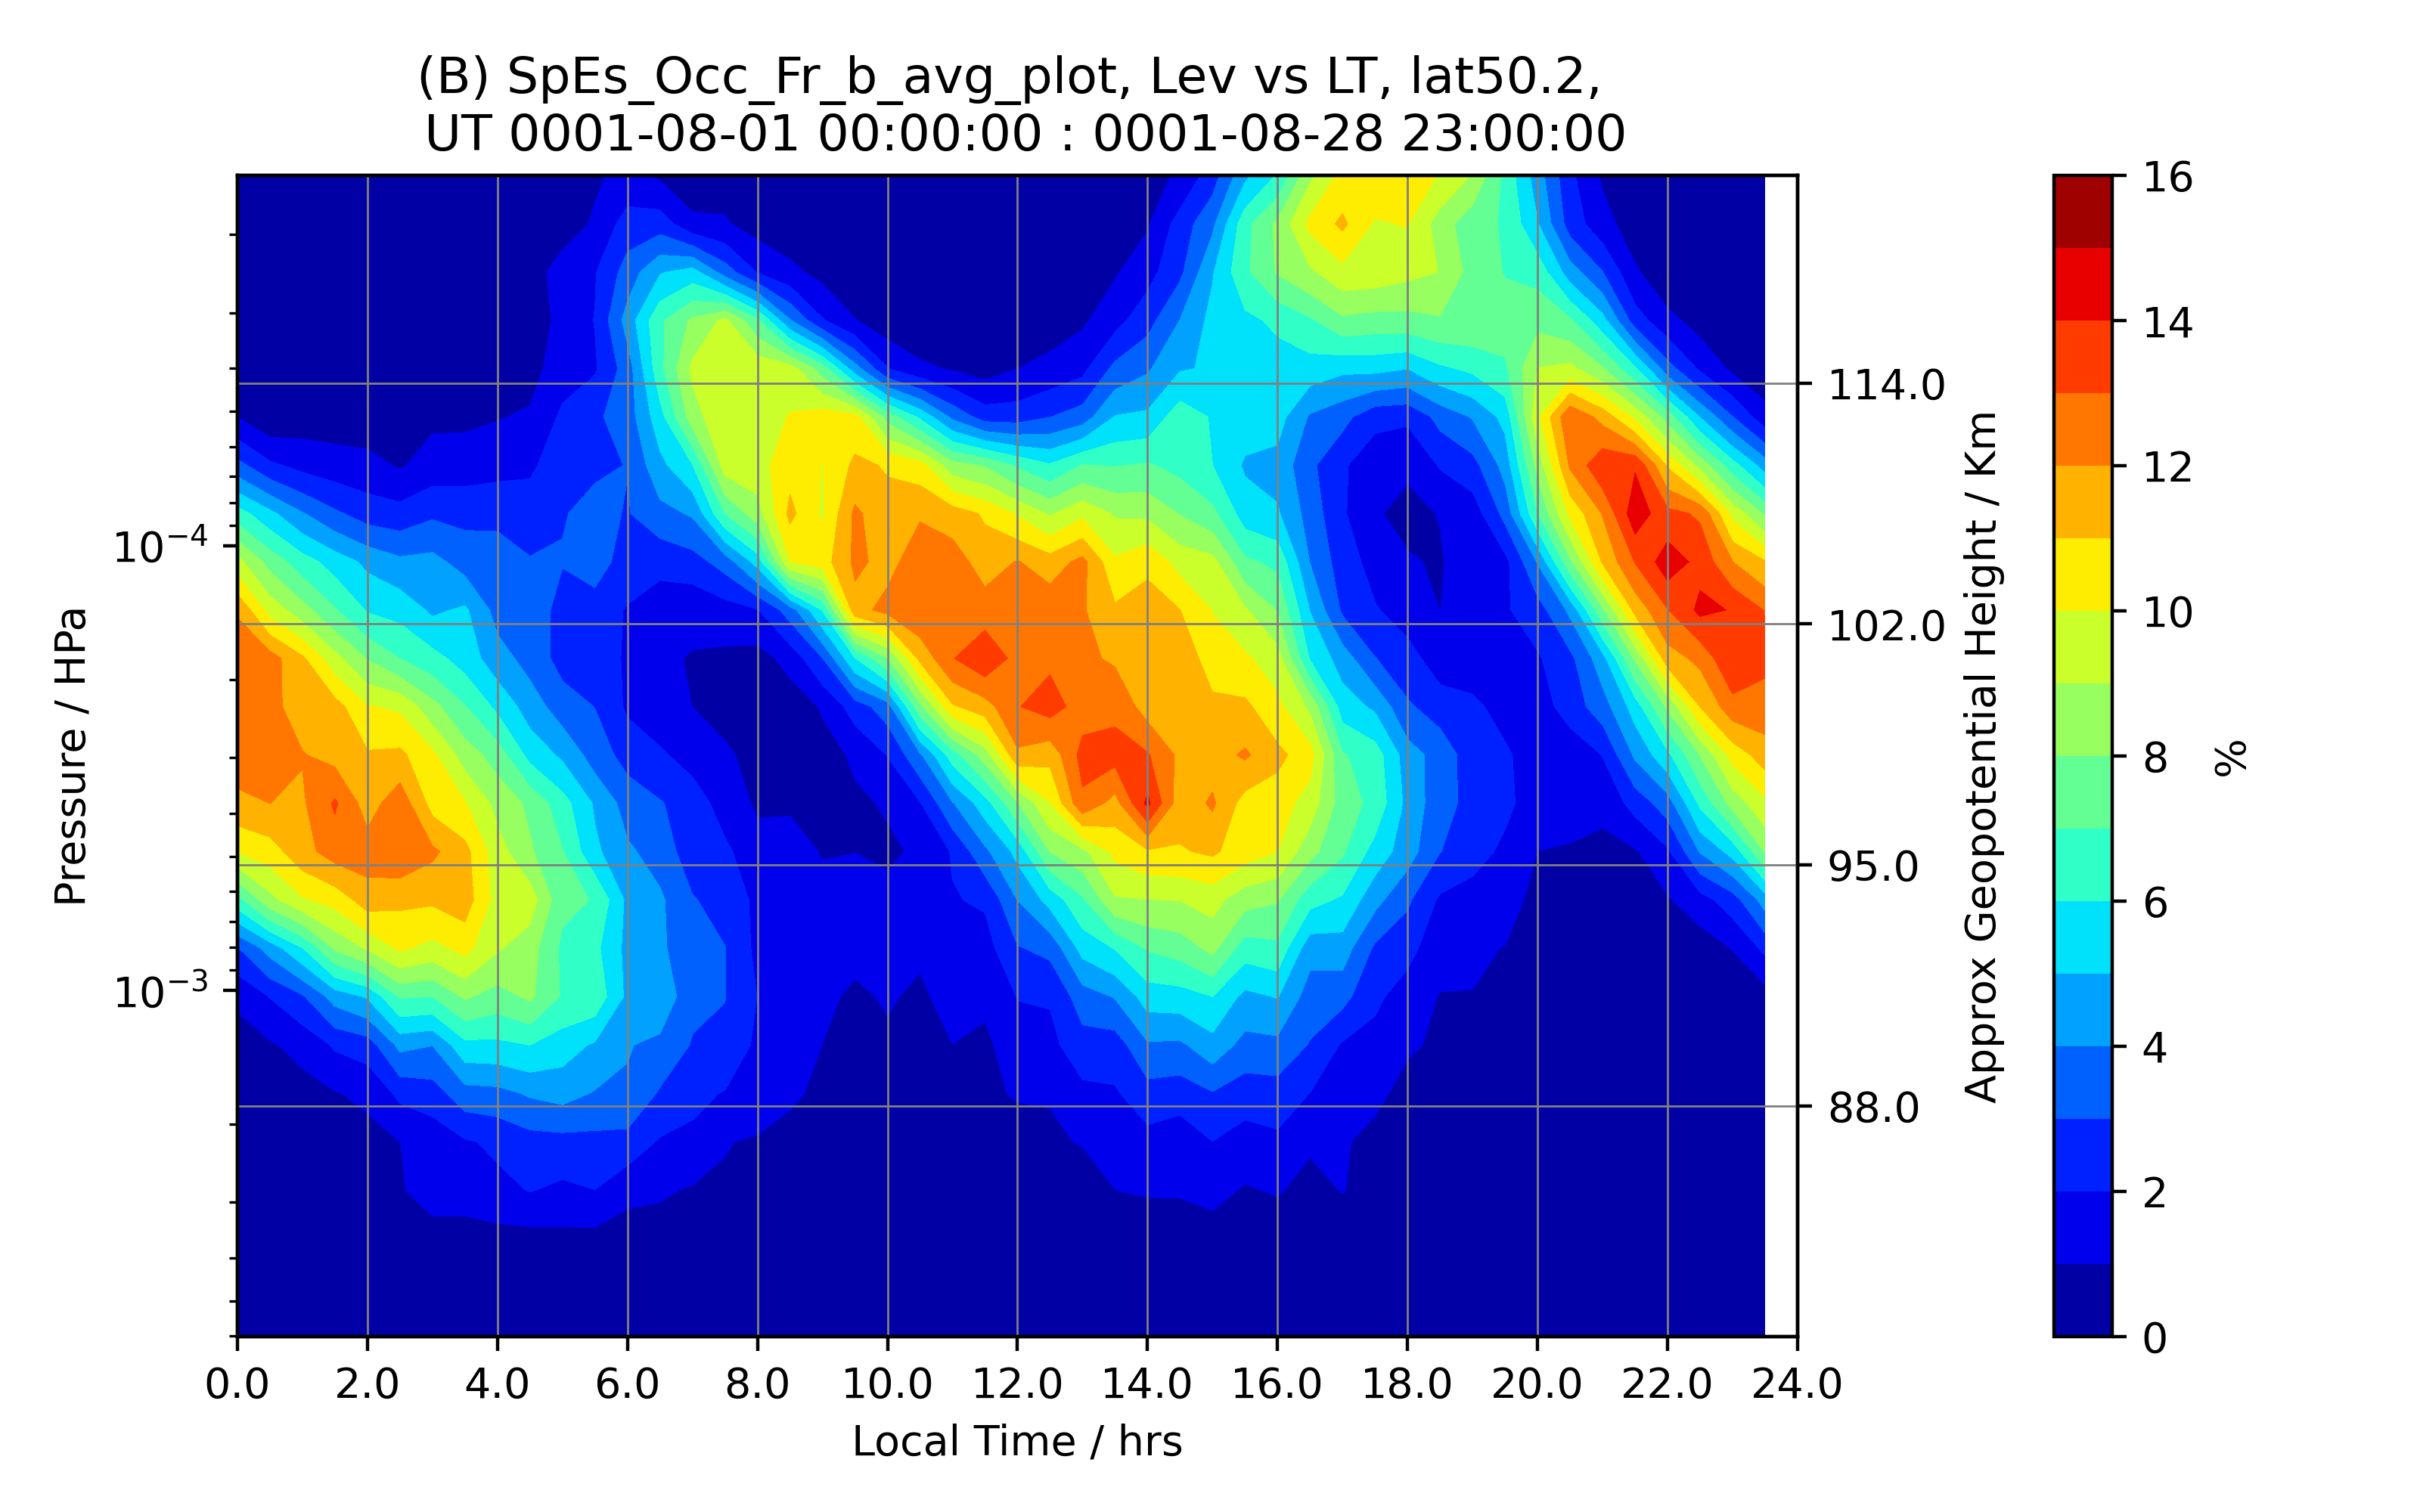 (B) SpEs_Occ_Fr_b_avg_plot, Lev vs LT, lat50.2,
UT 0001-08-01 00:00:00 : 0001-08-28 23:00:00
Pressure / HPa
10⁻⁴
10⁻³
0.0 2.0 4.0 6.0 8.0 10.0 12.0 14.0 16.0 18.0 20.0 22.0 24.0
Local Time / hrs
114.0
102.0
95.0
88.0
Approx Geopotential Height / Km
16
14
12
10
8
6
4
2
0
%